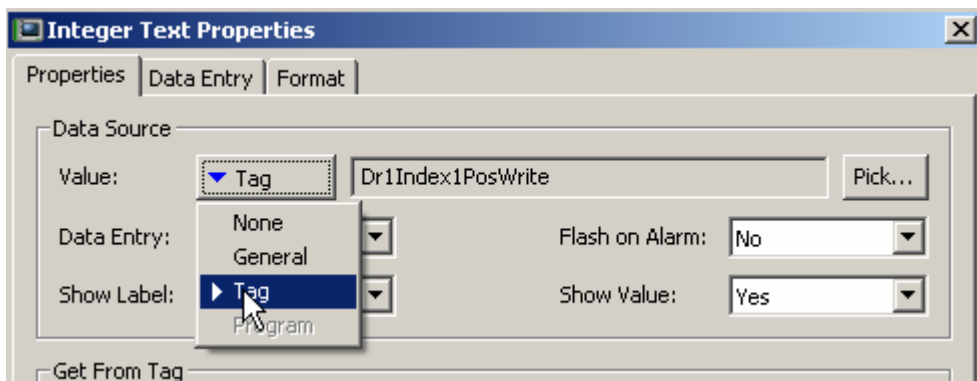 Integer Text Properties
Properties Data Entry Format
Data Source
Value: Tag Dr1Index1PosWrite Pick...
None
Data Entry: Flash on Alarm: No
General
Show Label: Tag Show Value: Yes
Program
Get From Tag